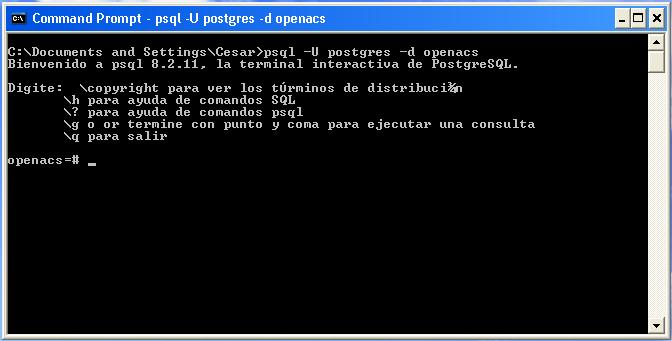 Command Prompt - psql -U postgres -d openacs
C:\Documents and Settings\Cesar>psql -U postgres -d openacs
Bienvenido a psql 8.2.11, la terminal interactiva de PostgreSQL.
Digite:  \copyright para ver los túrminos de distribuci¾n
\h para ayuda de comandos SQL
\? para ayuda de comandos psql
\g o or termine con punto y coma para ejecutar una consulta
\q para salir
openacs=# _